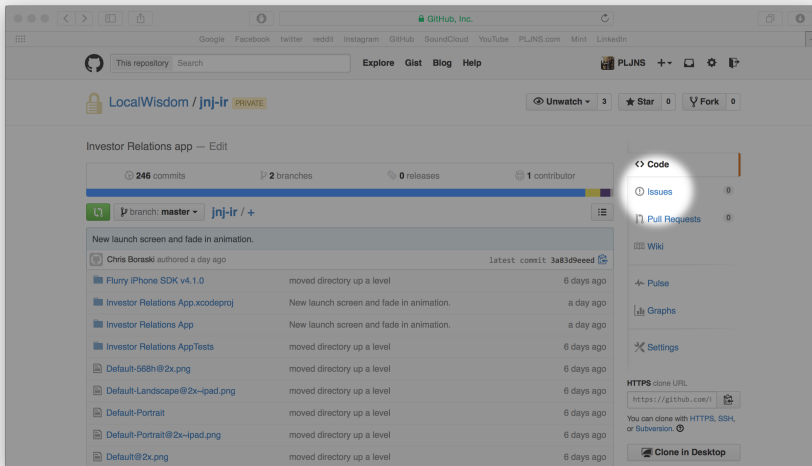 GitHub, Inc.
Google Facebook twitter reddit Instagram GitHub SoundCloud YouTube PLJNS.com Mint LinkedIn
This repository Search Explore Gist Blog Help PLJNS
LocalWisdom / jnj-ir PRIVATE Unwatch 3 Star 0 Fork 0
Investor Relations app — Edit
246 commits 2 branches 0 releases 1 contributor
branch: master jnj-ir / +
New launch screen and fade in animation.
Chris Boraski authored a day ago latest commit 3a83d9eeed
Flurry iPhone SDK v4.1.0 moved directory up a level 6 days ago
Investor Relations App.xcodeproj New launch screen and fade in animation. a day ago
Investor Relations App New launch screen and fade in animation. a day ago
Investor Relations AppTests moved directory up a level 6 days ago
Default-568h@2x.png moved directory up a level 6 days ago
Default-Landscape@2x~ipad.png moved directory up a level 6 days ago
Default-Portrait moved directory up a level 6 days ago
Default-Portrait@2x~ipad.png moved directory up a level 6 days ago
Default@2x.png moved directory up a level 6 days ago
Code
Issues 0
Pull Requests 0
Wiki
Pulse
Graphs
Settings
HTTPS clone URL
https://github.com/
You can clone with HTTPS, SSH,
or Subversion.
Clone in Desktop